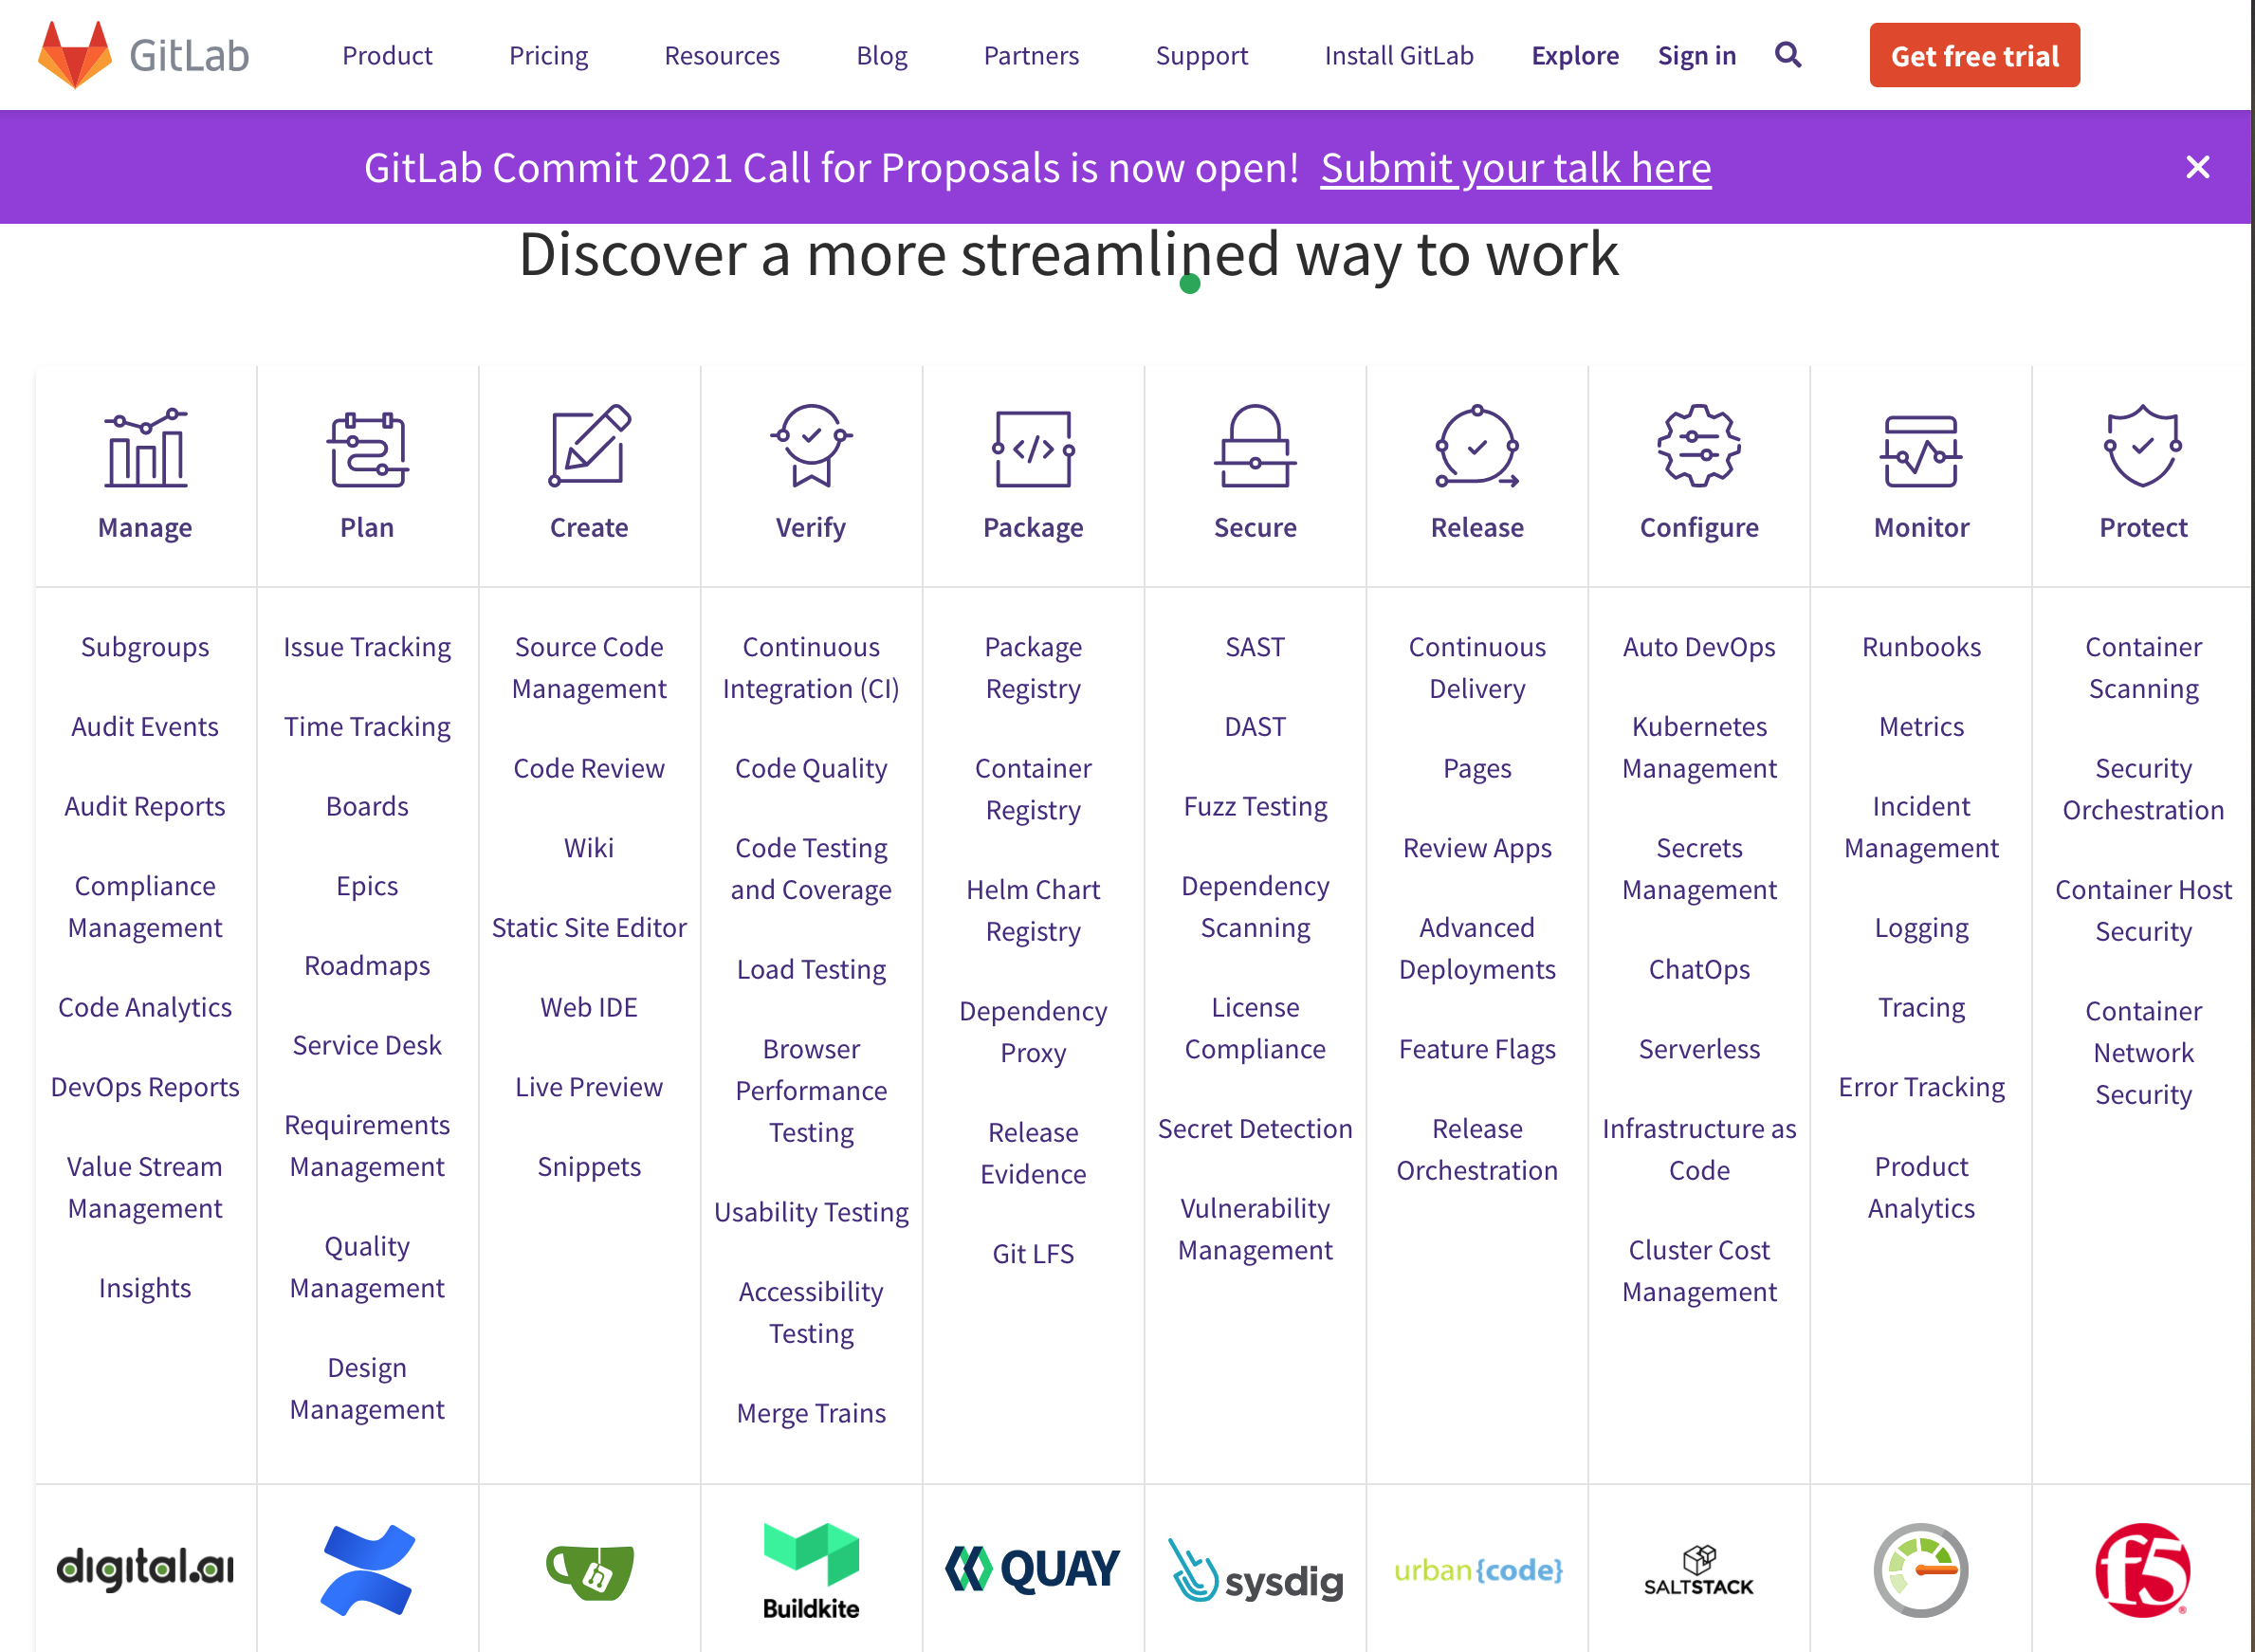 GitLab
Product
Pricing
Resources
Blog
Partners
Support
Install GitLab
Explore
Sign in
Get free trial
GitLab Commit 2021 Call for Proposals is now open! Submit your talk here
Discover a more streamlined way to work
Manage
Subgroups
Audit Events
Audit Reports
Compliance
Management
Code Analytics
DevOps Reports
Value Stream
Management
Insights
digital.ai
Plan
Issue Tracking
Time Tracking
Boards
Epics
Roadmaps
Service Desk
Requirements
Management
Quality
Management
Design
Management
Create
Source Code
Management
Code Review
Wiki
Static Site Editor
Web IDE
Live Preview
Snippets
Verify
Continuous
Integration (CI)
Code Quality
Code Testing
and Coverage
Load Testing
Browser
Performance
Testing
Usability Testing
Accessibility
Testing
Merge Trains
Buildkite
Package
Package
Registry
Container
Registry
Helm Chart
Registry
Dependency
Proxy
Release
Evidence
Git LFS
QUAY
Secure
SAST
DAST
Fuzz Testing
Dependency
Scanning
License
Compliance
Secret Detection
Vulnerability
Management
sysdig
Release
Continuous
Delivery
Pages
Review Apps
Advanced
Deployments
Feature Flags
Release
Orchestration
urban{code}
Configure
Auto DevOps
Kubernetes
Management
Secrets
Management
ChatOps
Serverless
Infrastructure as
Code
Cluster Cost
Management
SALTSTACK
Monitor
Runbooks
Metrics
Incident
Management
Logging
Tracing
Error Tracking
Product
Analytics
Protect
Container
Scanning
Security
Orchestration
Container Host
Security
Container
Network
Security
f5